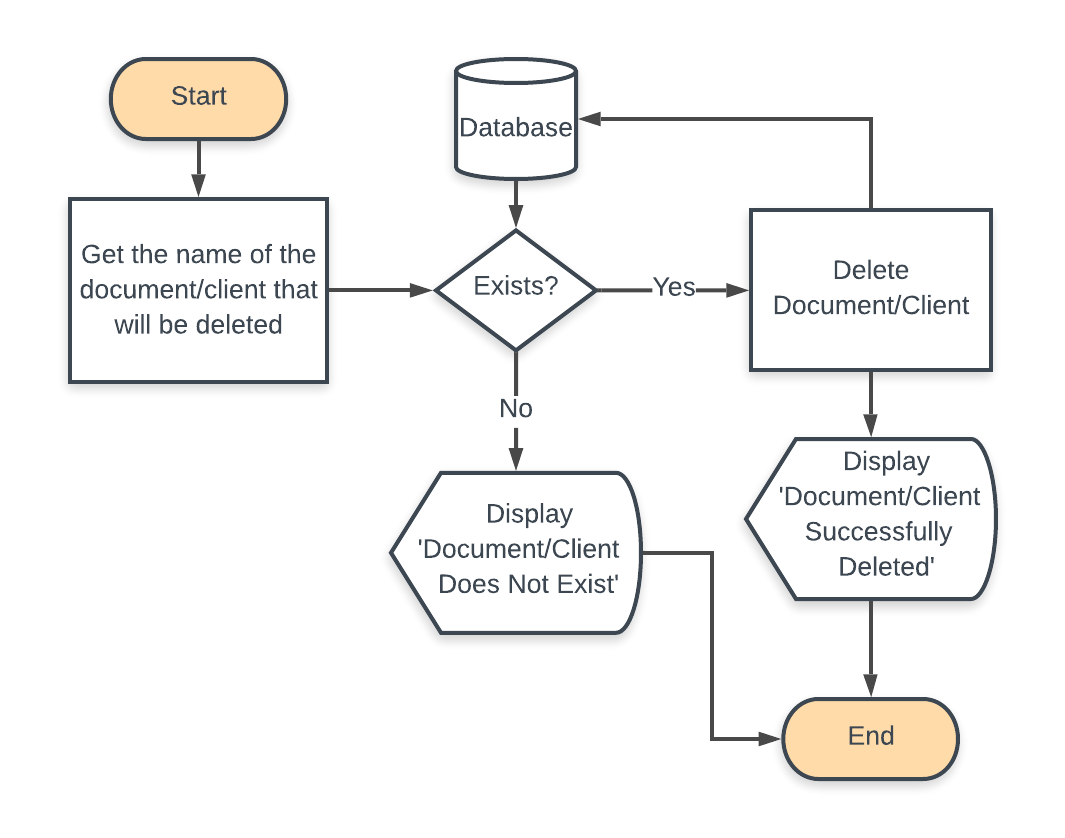 Start
Get the name of the
document/client that
will be deleted
Database
Exists?
Yes
Delete
Document/Client
No
Display
'Document/Client
Does Not Exist'
Display
'Document/Client
Successfully
Deleted'
End